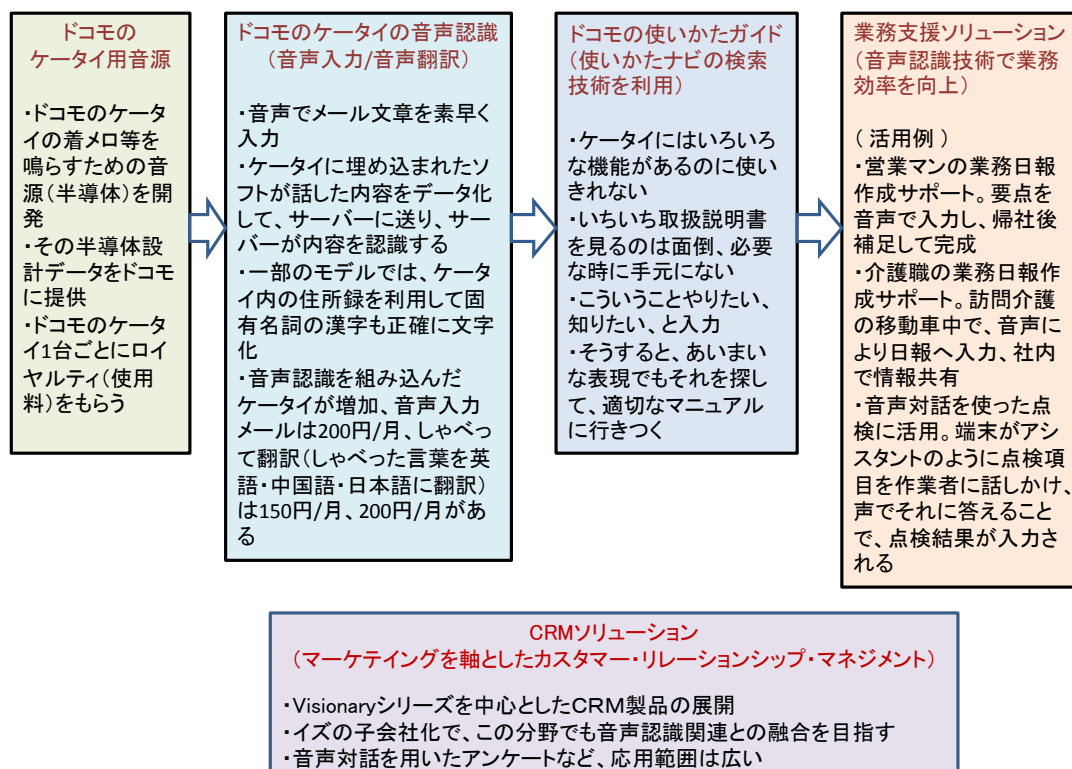 ドコモの
ケータイ用音源
・ドコモのケータ
イの着メロ等を
鳴らすための音
源(半導体)を開
発
・その半導体設
計データをドコモ
に提供
・ドコモのケータ
イ1台ごとにロイ
ヤルティ(使用
料)をもらう
ドコモのケータイの音声認識
(音声入力/音声翻訳)
・音声でメール文章を素早く
入力
・ケータイに埋め込まれたソ
フトが話した内容をデータ化
して、サーバーに送り、サー
バーが内容を認識する
・一部のモデルでは、ケータ
イ内の住所録を利用して固
有名詞の漢字も正確に文字
化
・音声認識を組み込んだ
ケータイが増加、音声入力
メールは200円/月、しゃべっ
て翻訳(しゃべった言葉を英
語・中国語・日本語に翻訳)
は150円/月、200円/月があ
る
ドコモの使いかたガイド
(使いかたナビの検索
技術を利用)
・ケータイにはいろいろ
な機能があるのに使い
きれない
・いちいち取扱説明書
を見るのは面倒、必要
な時に手元にない
・こういうことやりたい、
知りたい、と入力
・そうすると、あいまい
な表現でもそれを探し
て、適切なマニュアル
に行きつく
業務支援ソリューション
(音声認識技術で業務
効率を向上)
(活用例)
・営業マンの業務日報
作成サポート。要点を
音声で入力し、帰社後
補足して完成
・介護職の業務日報作
成サポート。訪問介護
の移動車中で、音声に
より日報へ入力、社内
で情報共有
・音声対話を使った点
検に活用。端末がアシ
スタントのように点検項
目を作業者に話しかけ、
声でそれに答えること
で、点検結果が入力さ
れる
CRMソリューション
(マーケテイングを軸としたカスタマー・リレーションシップ・マネジメント)
・Visionaryシリーズを中心としたCRM製品の展開
・イズの子会社化で、この分野でも音声認識関連との融合を目指す
・音声対話を用いたアンケートなど、応用範囲は広い